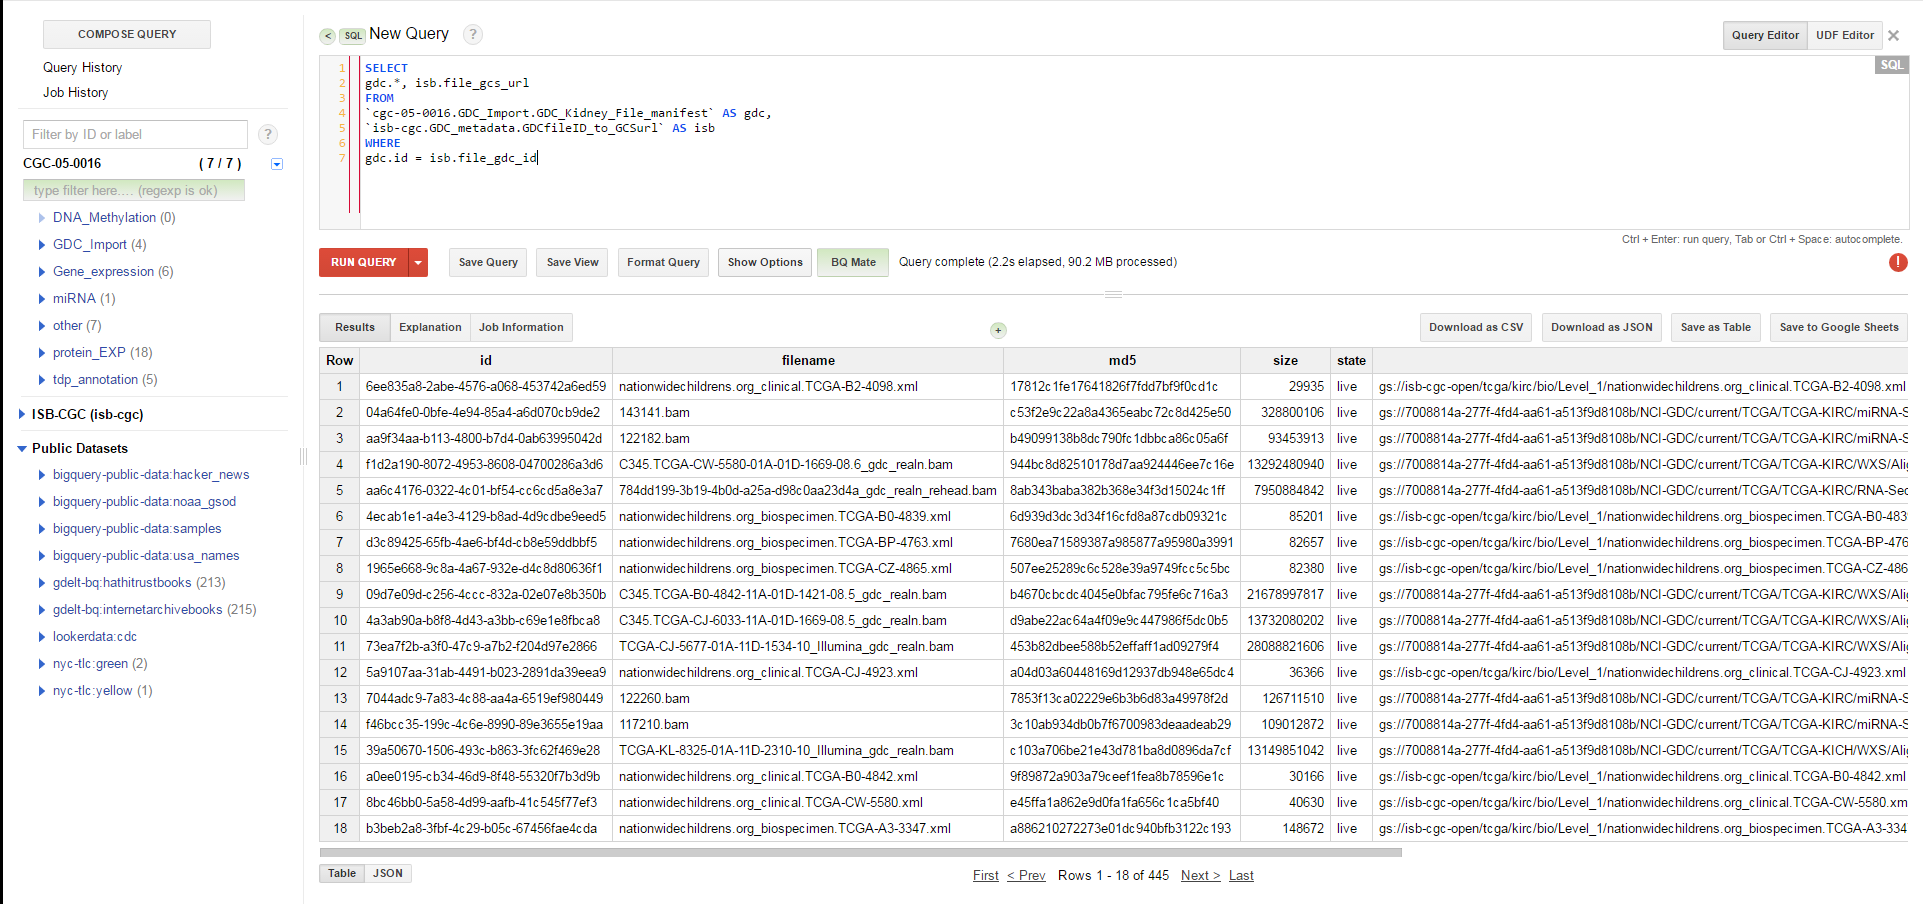 COMPOSE QUERY
Query History
Job History
Filter by ID or label
?
CGC-05-0016 ( 7 / 7 )
type filter here.... (regexp is ok)
DNA_Methylation (0)
GDC_Import (4)
Gene_expression (6)
miRNA (1)
other (7)
protein_EXP (18)
tdp_annotation (5)
ISB-CGC (isb-cgc)
Public Datasets
bigquery-public-data:hacker_news
bigquery-public-data:noaa_gsod
bigquery-public-data:samples
bigquery-public-data:usa_names
gdelt-bq:hathitrustbooks (213)
gdelt-bq:internetarchivebooks (215)
lookerdata:cdc
nyc-tlc:green (2)
nyc-tlc:yellow (1)
< SQL New Query ?
Query Editor UDF Editor ×
SQL
1 SELECT
2 gdc.*, isb.file_gcs_url
3 FROM
4 `cgc-05-0016.GDC_Import.GDC_Kidney_File_manifest` AS gdc,
5 `isb-cgc.GDC_metadata.GDCfileID_to_GCSurl` AS isb
6 WHERE
7 gdc.id = isb.file_gdc_id
Ctrl + Enter: run query, Tab or Ctrl + Space: autocomplete.
RUN QUERY Save Query Save View Format Query Show Options BQ Mate Query complete (2.2s elapsed, 90.2 MB processed) !
Results Explanation Job Information + Download as CSV Download as JSON Save as Table Save to Google Sheets
Row id filename md5 size state
1 6ee835a8-2abe-4576-a068-453742a6ed59 nationwidechildrens.org_clinical.TCGA-B2-4098.xml 17812c1fe17641826f7fdd7bf9f0cd1c 29935 live gs://isb-cgc-open/tcga/kirc/bio/Level_1/nationwidechildrens.org_clinical.TCGA-B2-4098.xml
2 04a64fe0-0bfe-4e94-85a4-a6d070cb9de2 143141.bam c53f2e9c22a8a4365eabc72c8d425e50 328800106 live gs://7008814a-277f-4fd4-aa61-a513f9d8108b/NCI-GDC/current/TCGA/TCGA-KIRC/miRNA-S
3 aa9f34aa-b113-4800-b7d4-0ab63995042d 122182.bam b49099138b8dc790fc1dbbca86c05a6f 93453913 live gs://7008814a-277f-4fd4-aa61-a513f9d8108b/NCI-GDC/current/TCGA/TCGA-KIRC/miRNA-S
4 f1d2a190-8072-4953-8608-04700286a3d6 C345.TCGA-CW-5580-01A-01D-1669-08.6_gdc_realn.bam 944bc8d82510178d7aa924446ee7c16e 13292480940 live gs://7008814a-277f-4fd4-aa61-a513f9d8108b/NCI-GDC/current/TCGA/TCGA-KIRC/WXS/Alig
5 aa6c4176-0322-4c01-bf54-cc6cd5a8e3a7 784dd199-3b19-4b0d-a25a-d98c0aa23d4a_gdc_realn_rehead.bam 8ab343baba382b368e34f3d15024c1ff 7950884842 live gs://7008814a-277f-4fd4-aa61-a513f9d8108b/NCI-GDC/current/TCGA/TCGA-KIRC/RNA-Sec
6 4ecab1e1-a4e3-4129-b8ad-4d9cdbe9eed5 nationwidechildrens.org_biospecimen.TCGA-B0-4839.xml 6d939d3dc3d34f16cfd8a87cdb09321c 85201 live gs://isb-cgc-open/tcga/kirc/bio/Level_1/nationwidechildrens.org_biospecimen.TCGA-B0-4839
7 d3c89425-65fb-4ae6-bf4d-cb8e59ddbbf5 nationwidechildrens.org_biospecimen.TCGA-BP-4763.xml 7680ea71589387a985877a95980a3991 82657 live gs://isb-cgc-open/tcga/kirc/bio/Level_1/nationwidechildrens.org_biospecimen.TCGA-BP-476
8 1965e668-9c8a-4a67-932e-d4c8d80636f1 nationwidechildrens.org_biospecimen.TCGA-CZ-4865.xml 507ee25289c6c528e39a9749fcc5c5bc 82380 live gs://isb-cgc-open/tcga/kirc/bio/Level_1/nationwidechildrens.org_biospecimen.TCGA-CZ-486
9 09d7e09d-c256-4ccc-832a-02e07e8b350b C345.TCGA-B0-4842-11A-01D-1421-08.5_gdc_realn.bam b4670cbcdc4045e0bfac795fe6c716a3 21678997817 live gs://7008814a-277f-4fd4-aa61-a513f9d8108b/NCI-GDC/current/TCGA/TCGA-KIRC/WXS/Alig
10 4a3ab90a-b8f8-4d43-a3bb-c69e1e8fbca8 C345.TCGA-CJ-6033-11A-01D-1669-08.5_gdc_realn.bam d9abe22ac64a4f09e9c447986f5dc0b5 13732080202 live gs://7008814a-277f-4fd4-aa61-a513f9d8108b/NCI-GDC/current/TCGA/TCGA-KIRC/WXS/Alig
11 73ea7f2b-a3f0-47c9-a7b2-f204d97e2866 TCGA-CJ-5677-01A-11D-1534-10_Illumina_gdc_realn.bam 453b82dbee588b52effaff1ad09279f4 28088821606 live gs://7008814a-277f-4fd4-aa61-a513f9d8108b/NCI-GDC/current/TCGA/TCGA-KIRC/WXS/Alig
12 5a9107aa-31ab-4491-b023-2891da39eea9 nationwidechildrens.org_clinical.TCGA-CJ-4923.xml a04d03a60448169d12937db948e65dc4 36366 live gs://isb-cgc-open/tcga/kirc/bio/Level_1/nationwidechildrens.org_clinical.TCGA-CJ-4923.xml
13 7044adc9-7a83-4c88-aa4a-6519ef980449 122260.bam 7853f13ca02229e6b3b6d83a49978f2d 126711510 live gs://7008814a-277f-4fd4-aa61-a513f9d8108b/NCI-GDC/current/TCGA/TCGA-KIRC/miRNA-S
14 f46bcc35-199c-4c6e-8990-89e3655e19aa 117210.bam 3c10ab934db0b7f6700983deaadeab29 109012872 live gs://7008814a-277f-4fd4-aa61-a513f9d8108b/NCI-GDC/current/TCGA/TCGA-KIRC/miRNA-S
15 39a50670-1506-493c-b863-3fc62f469e28 TCGA-KL-8325-01A-11D-2310-10_Illumina_gdc_realn.bam c103a706be21e43d781ba8d0896da7cf 13149851042 live gs://7008814a-277f-4fd4-aa61-a513f9d8108b/NCI-GDC/current/TCGA/TCGA-KICH/WXS/Alig
16 a0ee0195-cb34-46d9-8f48-55320f7b3d9b nationwidechildrens.org_clinical.TCGA-B0-4842.xml 9f89872a903a79ceef1fea8b78596e1c 30166 live gs://isb-cgc-open/tcga/kirc/bio/Level_1/nationwidechildrens.org_clinical.TCGA-B0-4842.xml
17 8bc46bb0-5a58-4d99-aafb-41c545f77ef3 nationwidechildrens.org_clinical.TCGA-CW-5580.xml e45ffa1a862e9d0fa1fa656c1ca5bf40 40630 live gs://isb-cgc-open/tcga/kirc/bio/Level_1/nationwidechildrens.org_clinical.TCGA-CW-5580.xm
18 b3beb2a8-3fbf-4c29-b05c-67456fae4cda nationwidechildrens.org_biospecimen.TCGA-A3-3347.xml a886210272273e01dc940bfb3122c193 148672 live gs://isb-cgc-open/tcga/kirc/bio/Level_1/nationwidechildrens.org_biospecimen.TCGA-A3-334
Table JSON First < Prev Rows 1 - 18 of 445 Next > Last